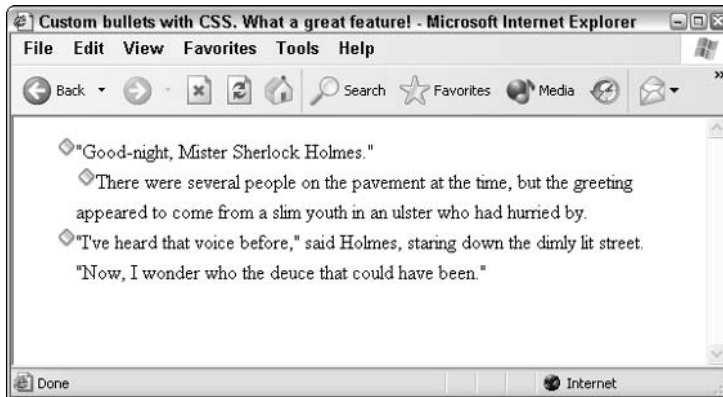 Custom bullets with CSS. What a great feature! - Microsoft Internet Explorer
File Edit View Favorites Tools Help
Back Search Favorites Media »
"Good-night, Mister Sherlock Holmes."
There were several people on the pavement at the time, but the greeting
appeared to come from a slim youth in an ulster who had hurried by.
"I've heard that voice before," said Holmes, staring down the dimly lit street.
"Now, I wonder who the deuce that could have been."
Done Internet